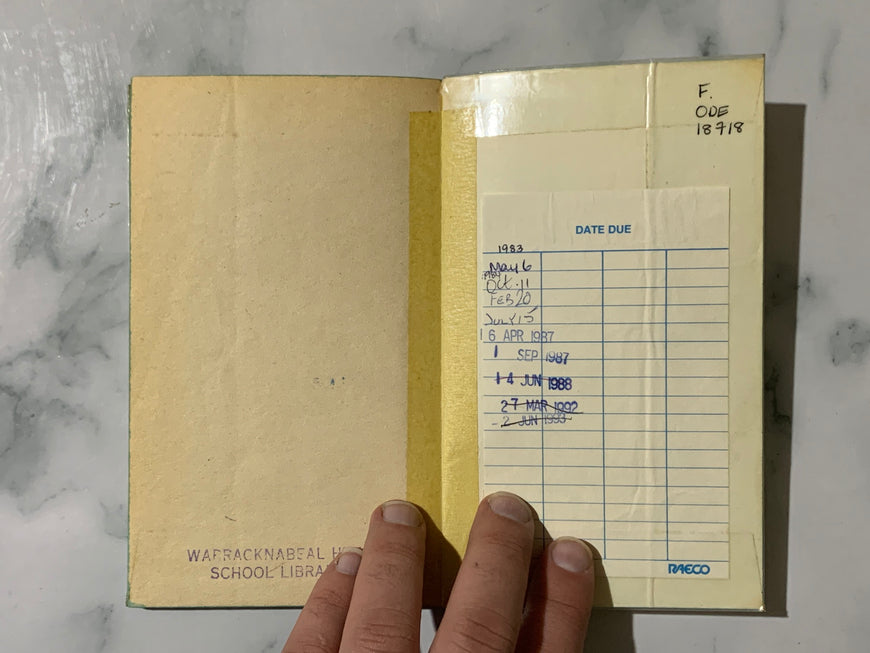 WARRACKNABEAL H
SCHOOL LIBRA
F.
ODE
18718
DATE DUE
1983
May 6
Oct. 11
FEB 20
JULY 15
16 APR 1987
1 SEP 1987
14 JUN 1988
27 MAR 1992
- 2 JUN 1993
RAECO